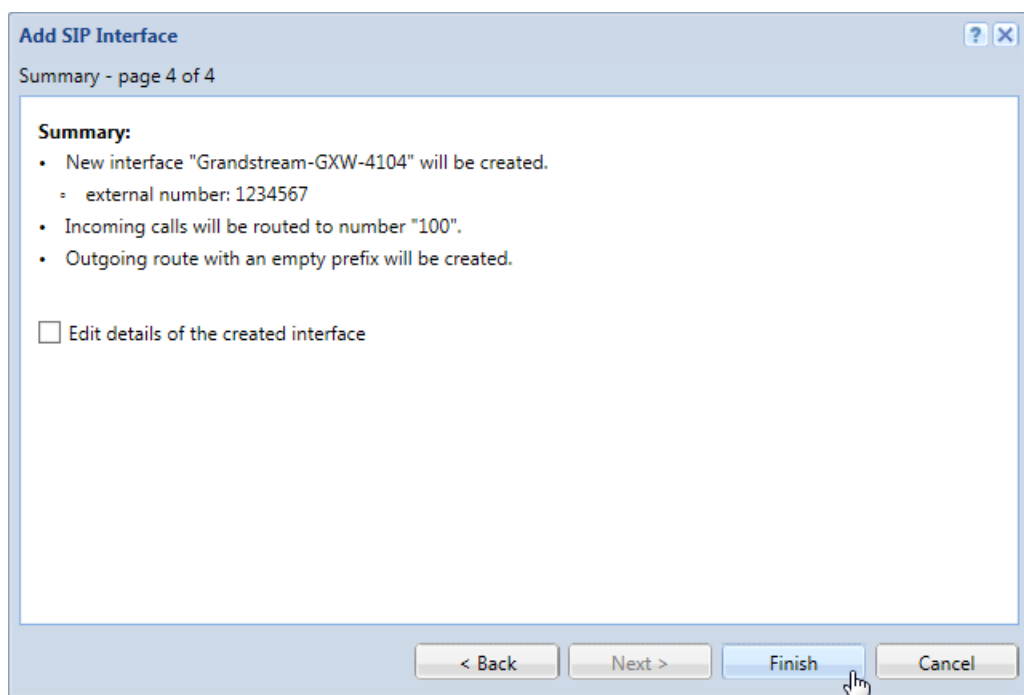 Add SIP Interface
?
Summary - page 4 of 4
Summary:
• New interface "Grandstream-GXW-4104" will be created.
▫ external number: 1234567
• Incoming calls will be routed to number "100".
• Outgoing route with an empty prefix will be created.
Edit details of the created interface
< Back Next > Finish Cancel